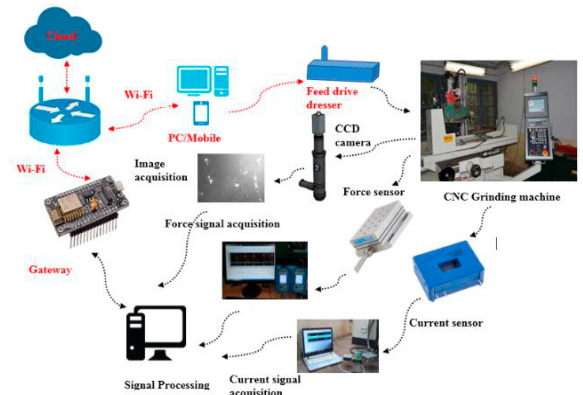 Cloud
Wi-Fi
PC/Mobile
Feed drive
dresser
CCD
camera
Wi-Fi
Image
acquisition
Force sensor
CNC Grinding machine
Force signal acquisition
Gateway
Current sensor
Signal Processing
Current signal
acquisition